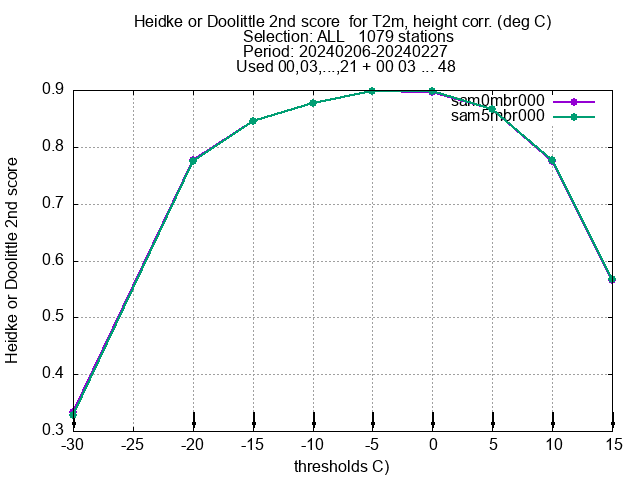 Heidke or Doolittle 2nd score  for T2m, height corr. (deg C)
Selection: ALL   1079 stations
Period: 20240206-20240227
Used 00,03,...,21 + 00 03 ... 48
Heidke or Doolittle 2nd score
0.9
0.8
0.7
0.6
0.5
0.4
0.3
sam0mbr000
sam5mbr000
-30 -25 -20 -15 -10 -5 0 5 10 15
thresholds C)